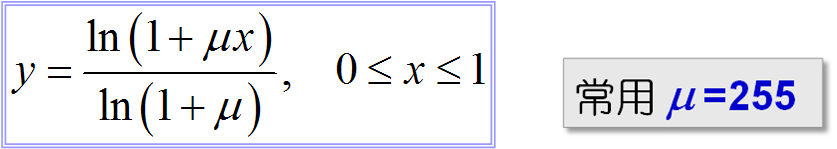 y = ln(1 + μx) / ln(1 + μ), 0 ≤ x ≤ 1
常用 μ=255